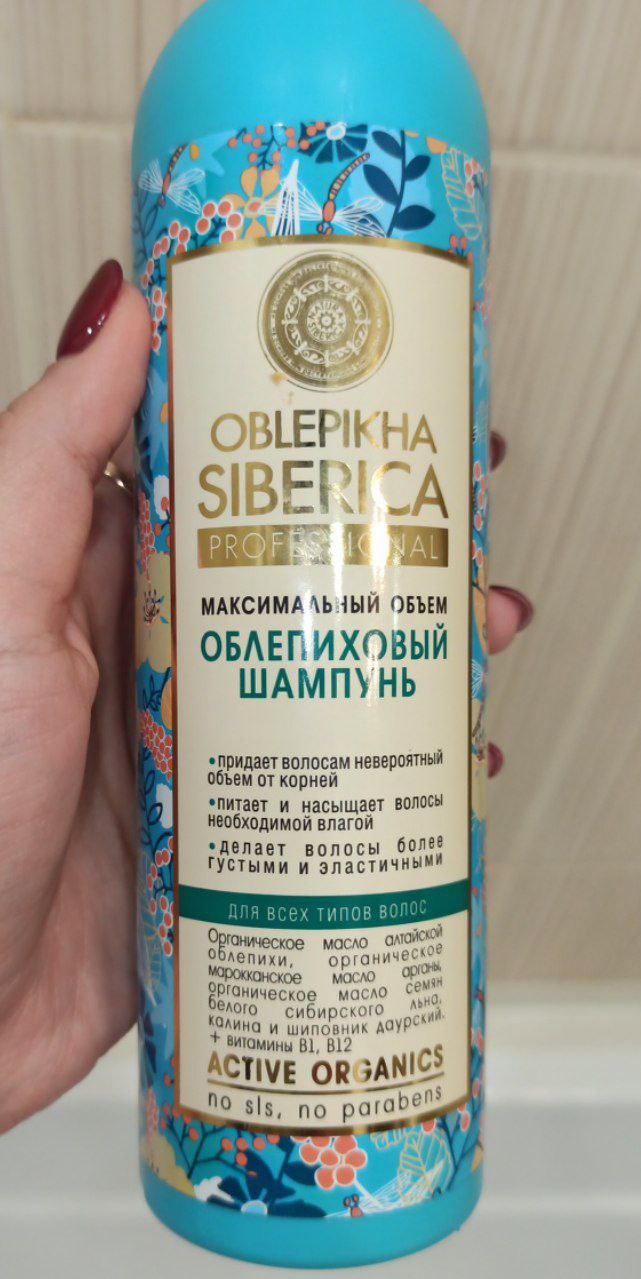 NATURA SIBERICA
OBLEPIKHA
SIBERICA
PROFESSIONAL
МАКСИМАЛЬНЫЙ ОБЪЕМ
ОБЛЕПИХОВЫЙ
ШАМПУНЬ
•придает волосам невероятный
объем от корней
•питает и насыщает волосы
необходимой влагой
•делает волосы более
густыми и эластичными
для всех типов волос
Органическое масло алтайской
облепихи, органическое
марокканское масло арганы,
органическое масло семян
белого сибирского льна,
калина и шиповник даурский.
+ витамины B1, B12
ACTIVE ORGANICS
no sls, no parabens